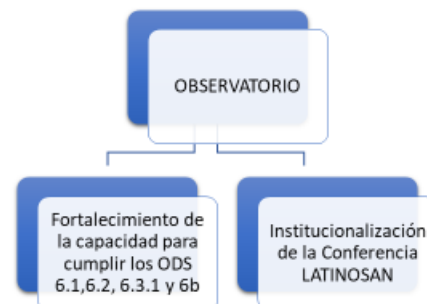 OBSERVATORIO
Fortalecimiento de
la capacidad para
cumplir los ODS
6.1,6.2, 6.3.1 y 6b
Institucionalización
de la Conferencia
LATINOSAN